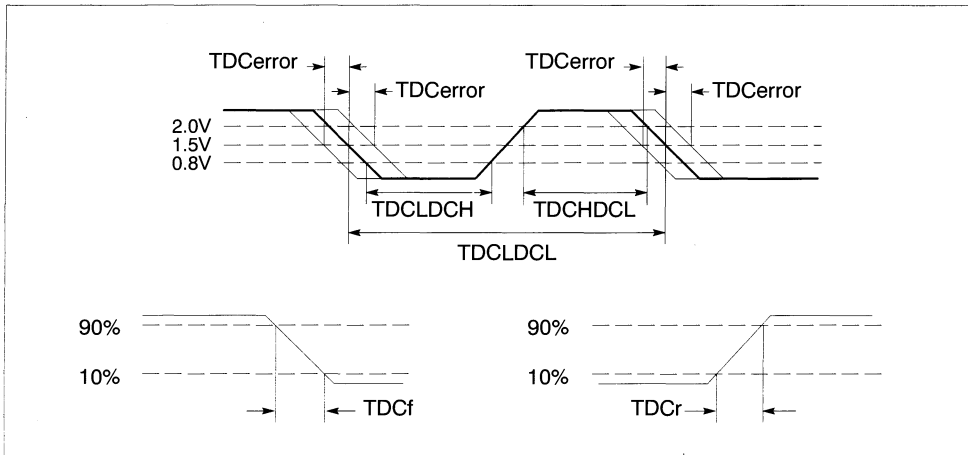 TDCerror
TDCerror
TDCerror
TDCerror
2.0V
1.5V
0.8V
TDCLDCH
TDCHDCL
TDCLDCL
90%
90%
10%
10%
TDCf
TDCr